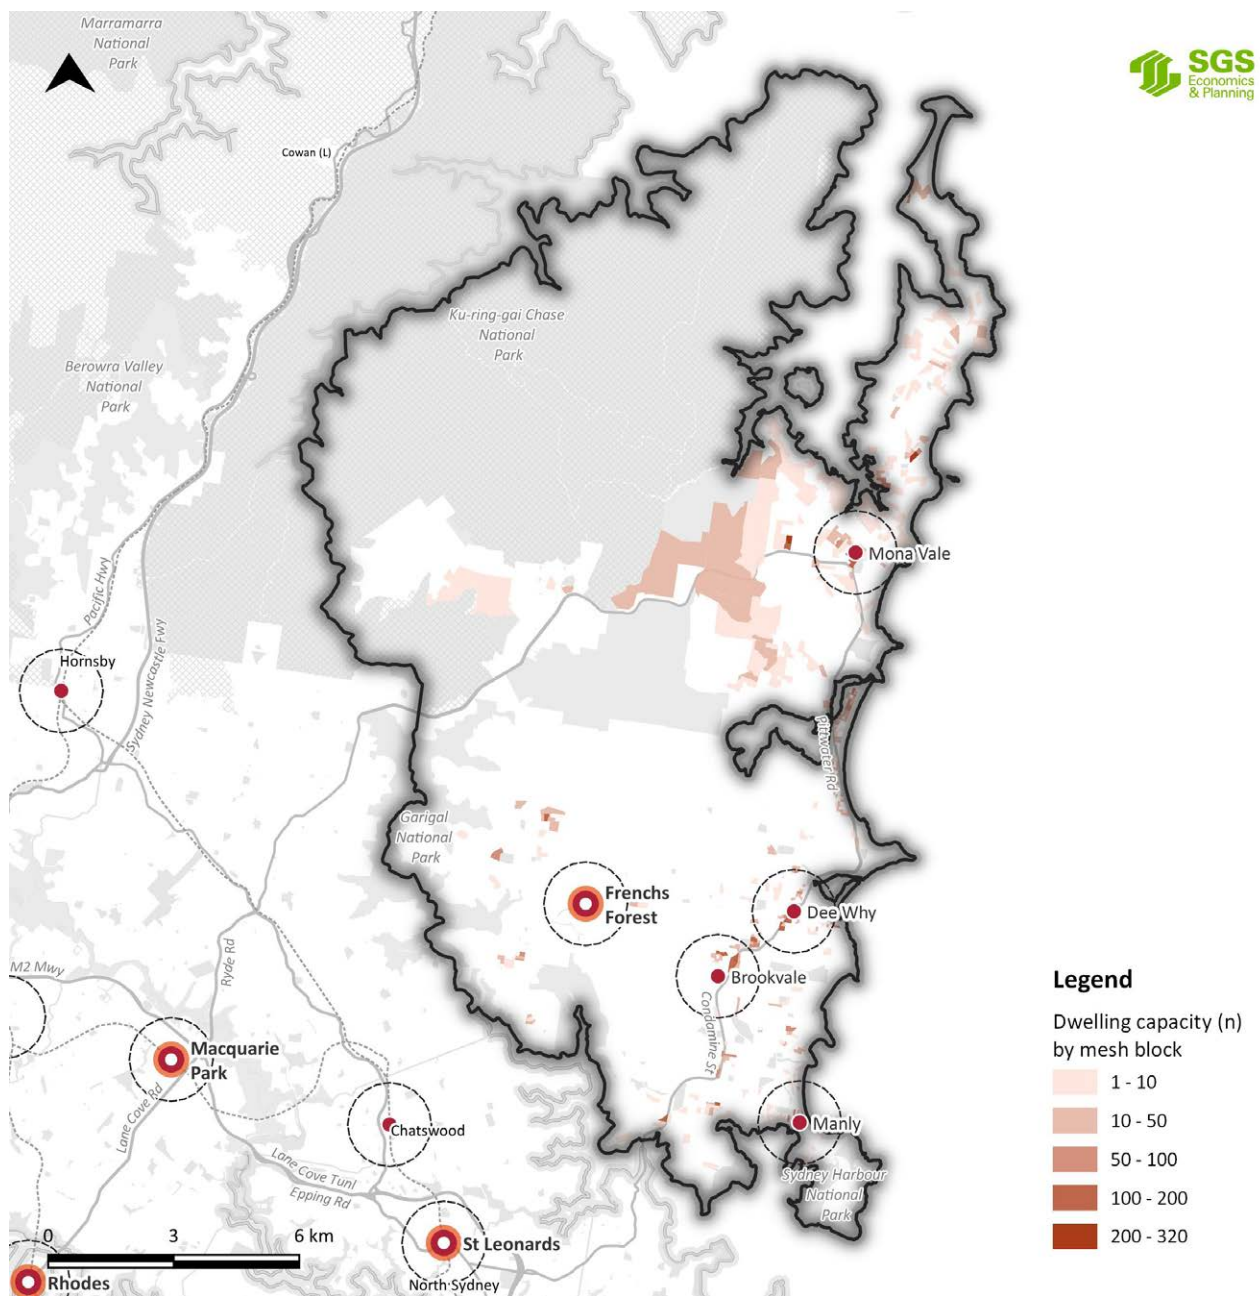 Marramarra
National
Park
SGS
Economics
& Planning
Cowan (L)
Ku-ring-gai Chase
National
Park
Berowra Valley
National
Park
Pacific Hwy
Sydney Newcastle Fwy
Mona Vale
Hornsby
Pittwater Rd
Garigal
National
Park
Frenchs
Forest
Dee Why
Brookvale
M2 Mwy
Ryde Rd
Condamine St
Macquarie
Park
Lane Cove Rd
Chatswood
Manly
Lane Cove Tunl
Epping Rd
Sydney Harbour
National
Park
St Leonards
North Sydney
Rhodes
0 3 6 km
Legend
Dwelling capacity (n)
by mesh block
1 - 10
10 - 50
50 - 100
100 - 200
200 - 320